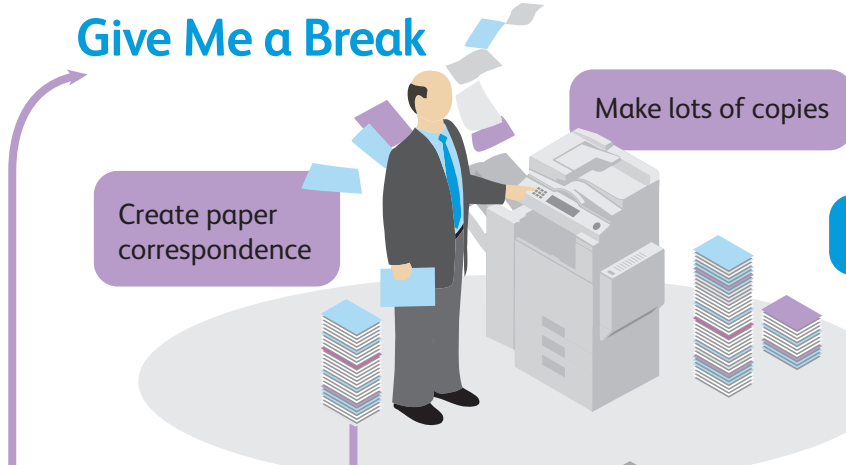 Give Me a Break
Make lots of copies
Create paper
correspondence